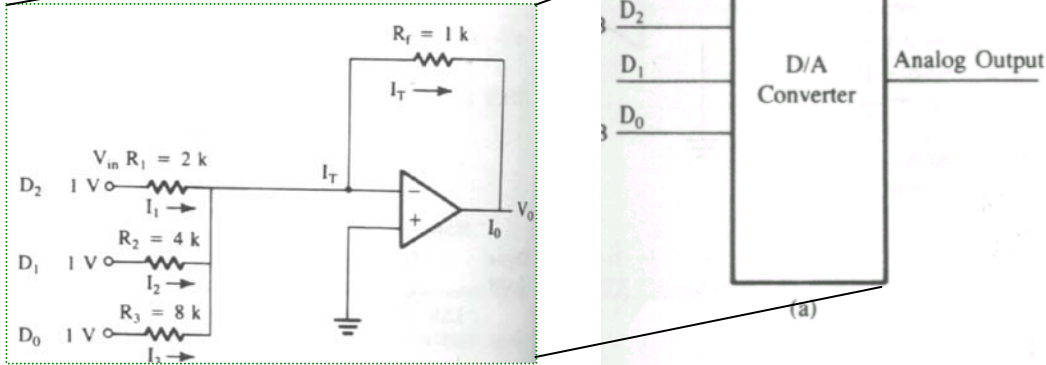 R_f = 1 k
I_T
V_in R_1 = 2 k
I_T
D_2 1 V
I_1
V_0
I_0
R_2 = 4 k
D_1 1 V
I_2
R_3 = 8 k
D_0 1 V
I_3
−
+
D_2
D_1
D_0
D/A
Converter
Analog Output
(a)